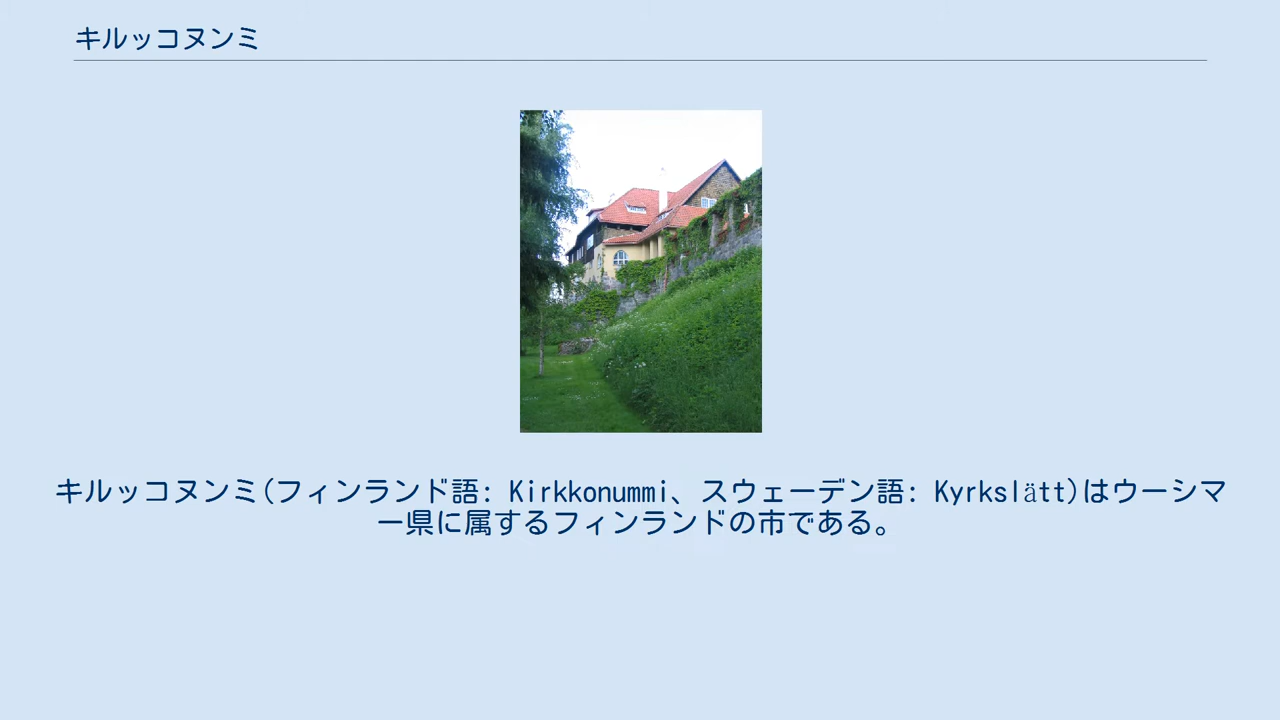 キルッコヌンミ
キルッコヌンミ(フィンランド語: Kirkkonummi、スウェーデン語: Kyrkslätt)はウーシマ
ー県に属するフィンランドの市である。